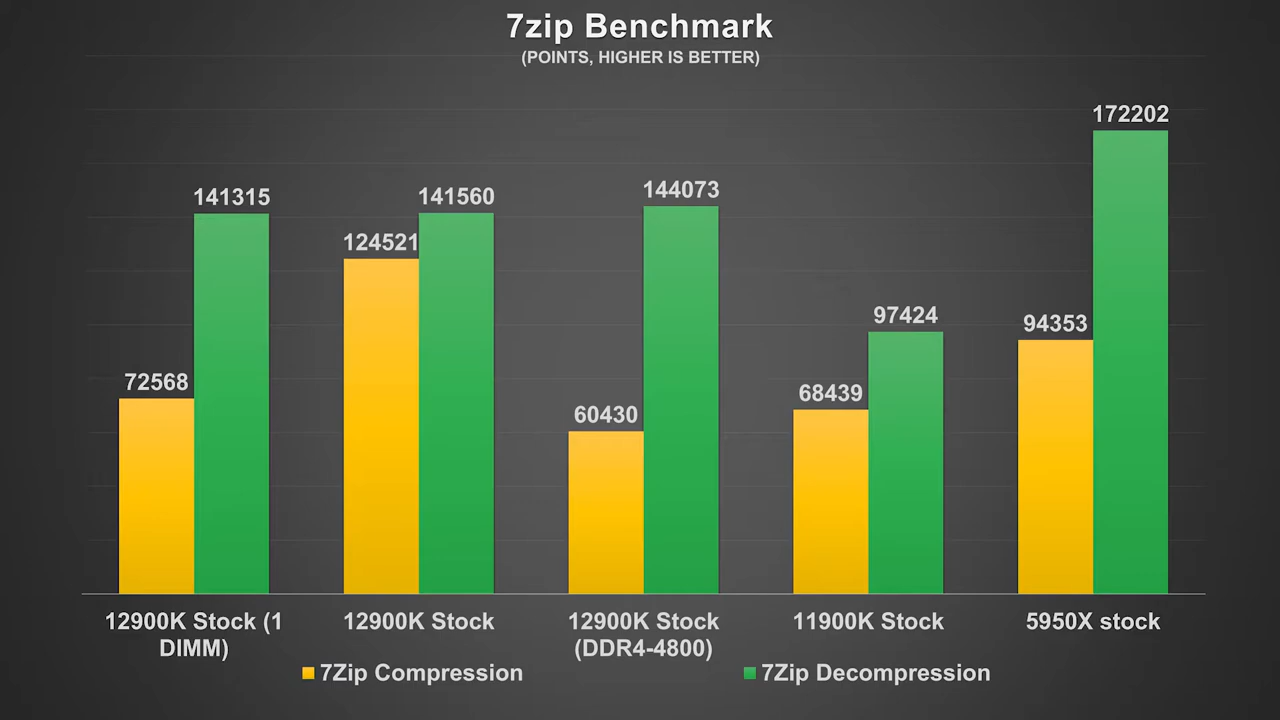 7zip Benchmark
(POINTS, HIGHER IS BETTER)
141315
72568
124521
141560
60430
144073
68439
97424
94353
172202
12900K Stock (1
DIMM)
12900K Stock
12900K Stock
(DDR4-4800)
11900K Stock
5950X stock
7Zip Compression
7Zip Decompression